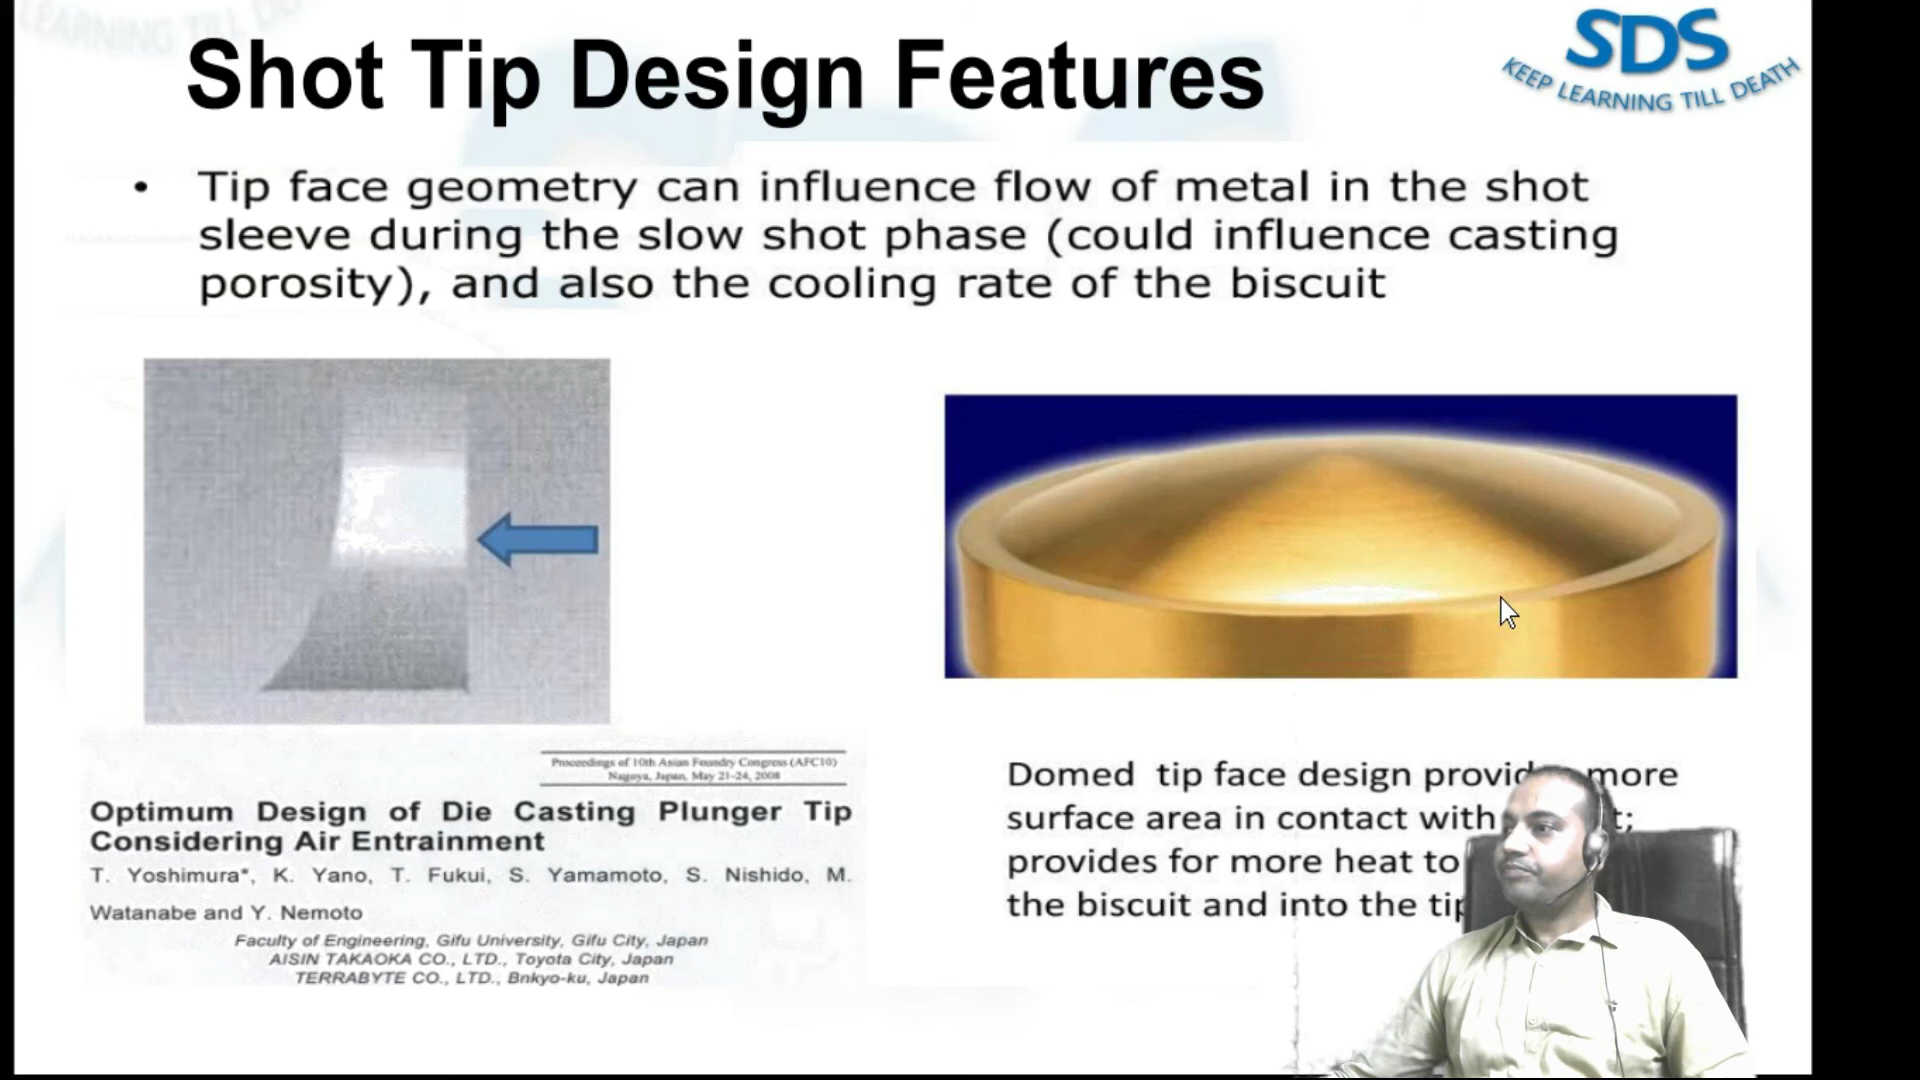 Shot Tip Design Features
SDS
KEEP LEARNING TILL DEATH
• Tip face geometry can influence flow of metal in the shot
sleeve during the slow shot phase (could influence casting
porosity), and also the cooling rate of the biscuit
Proceedings of 10th Asian Foundry Congress (AFC10)
Nagoya, Japan, May 21-24, 2008
Optimum Design of Die Casting Plunger Tip
Considering Air Entrainment
T. Yoshimura*, K. Yano, T. Fukui, S. Yamamoto, S. Nishido, M.
Watanabe and Y. Nemoto
Faculty of Engineering, Gifu University, Gifu City, Japan
AISIN TAKAOKA CO., LTD., Toyota City, Japan
TERRABYTE CO., LTD., Bnkyo-ku, Japan
Domed tip face design more
surface area in contact with
provides for more heat to
the biscuit and into the tip